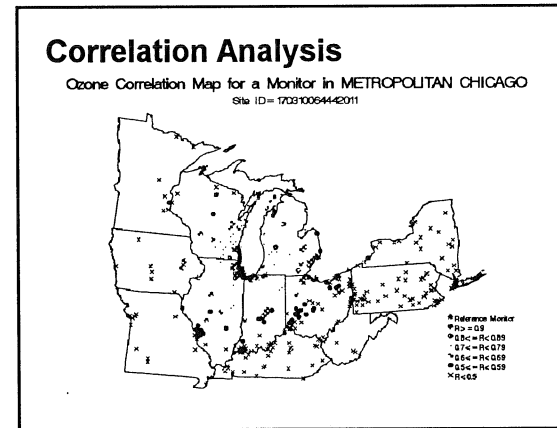 Correlation Analysis
Ozone Correlation Map for a Monitor in METROPOLITAN CHICAGO
Site ID= 170310064442011
Reference Monitor
R>= 0.9
0.8<= R<0.89
0.7<= R<0.79
0.6<= R<0.69
0.5<= R<0.59
R<0.5